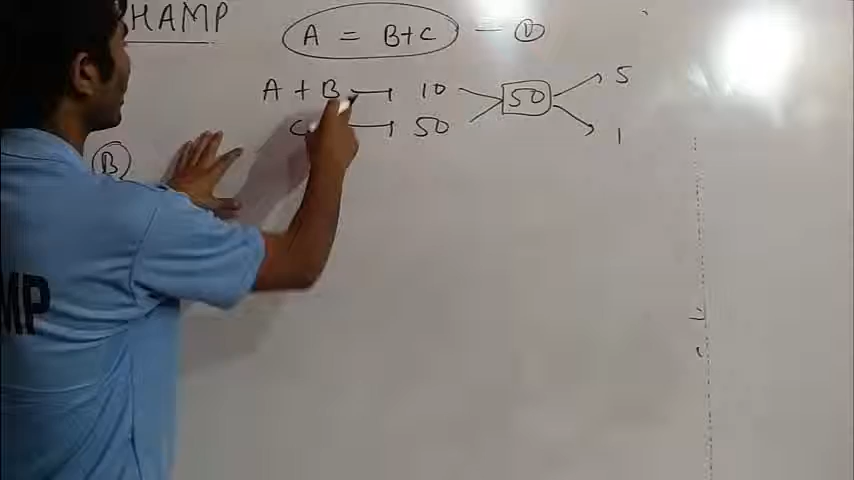 HAMP
A = B+C — ①
A + B → 10 50 5
C → 50 1
B
MP